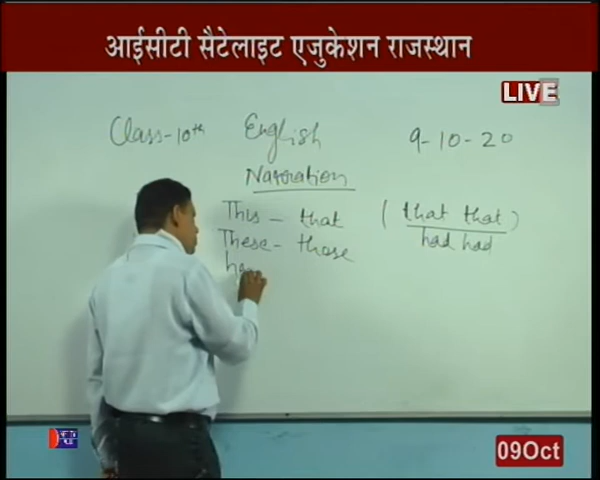 आईसीटी सैटेलाइट एजुकेशन राजस्थान
LIVE
Class-10th English 9-10-20
Narration
This - that (that that)
These - those had had
he
09Oct